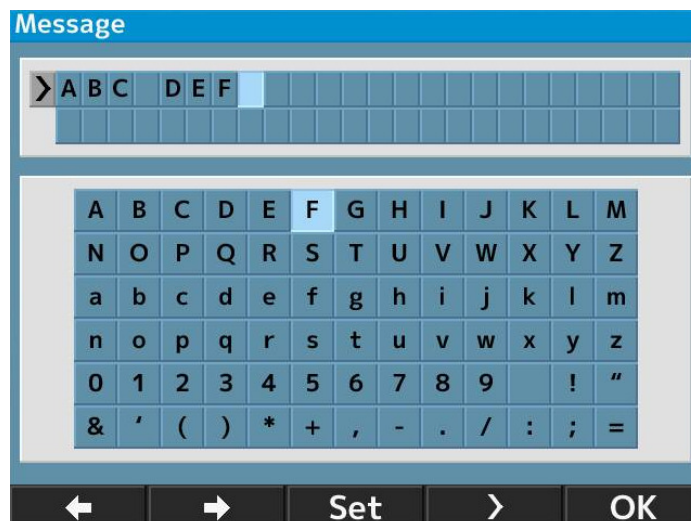 Message
> ABC DEF
A B C D E F G H I J K L M
N O P Q R S T U V W X Y Z
a b c d e f g h i j k l m
n o p q r s t u v w x y z
0 1 2 3 4 5 6 7 8 9 ! "
& ‘ ( ) * + , - . / : ; =
← → Set > OK